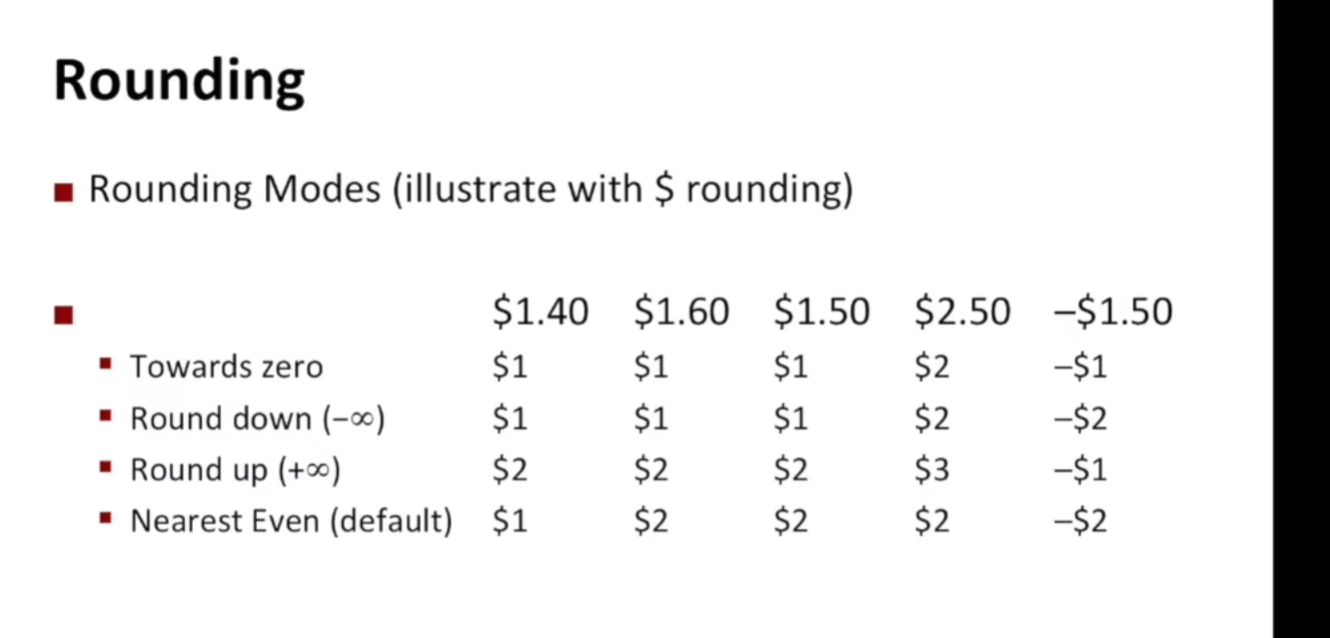 Rounding
Rounding Modes (illustrate with $ rounding)
$1.40 $1.60 $1.50 $2.50 –$1.50
Towards zero $1 $1 $1 $2 –$1
Round down (−∞) $1 $1 $1 $2 –$2
Round up (+∞) $2 $2 $2 $3 –$1
Nearest Even (default) $1 $2 $2 $2 –$2